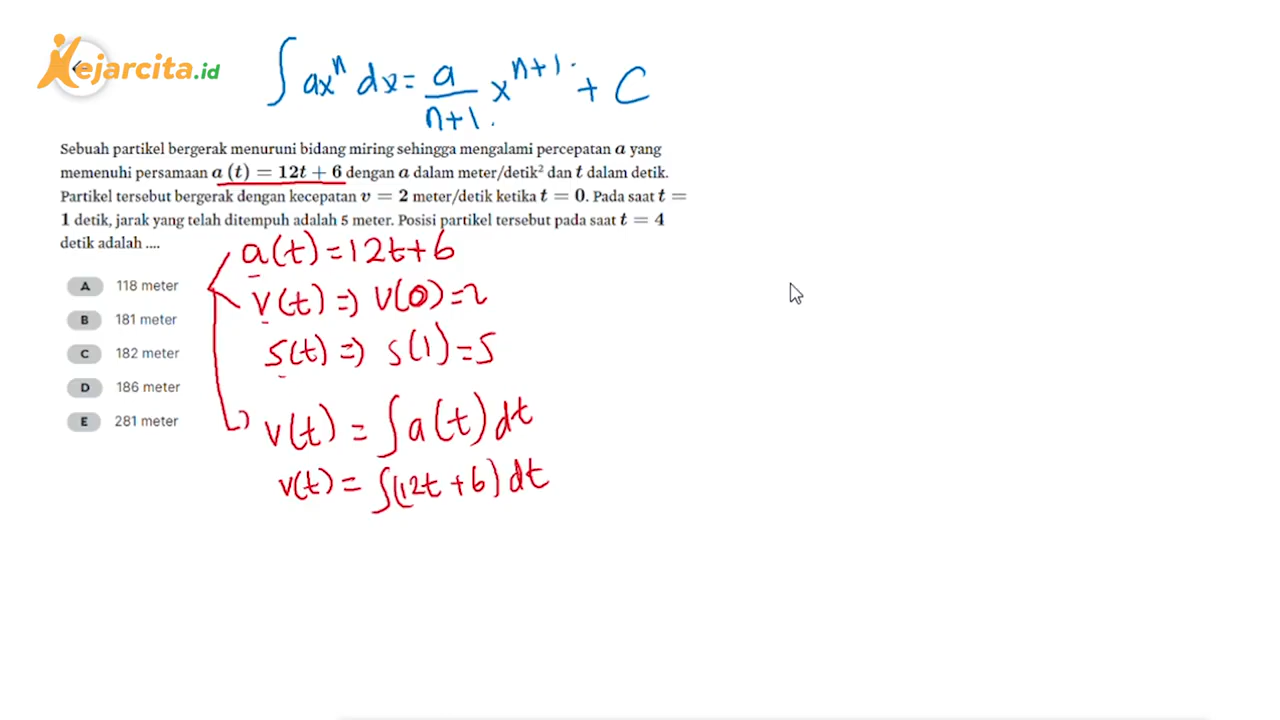 kejarcita.id
∫ax^n dx = a/(n+1) x^(n+1) + C
Sebuah partikel bergerak menuruni bidang miring sehingga mengalami percepatan a yang
memenuhi persamaan a (t) = 12t + 6 dengan a dalam meter/detik² dan t dalam detik.
Partikel tersebut bergerak dengan kecepatan v = 2 meter/detik ketika t = 0. Pada saat t =
1 detik, jarak yang telah ditempuh adalah 5 meter. Posisi partikel tersebut pada saat t = 4
detik adalah ....
A 118 meter
B 181 meter
C 182 meter
D 186 meter
E 281 meter
a(t) = 12t + 6
v(t) => v(0) = 2
s(t) => s(1) = 5
v(t) = ∫a(t) dt
v(t) = ∫(12t + 6) dt